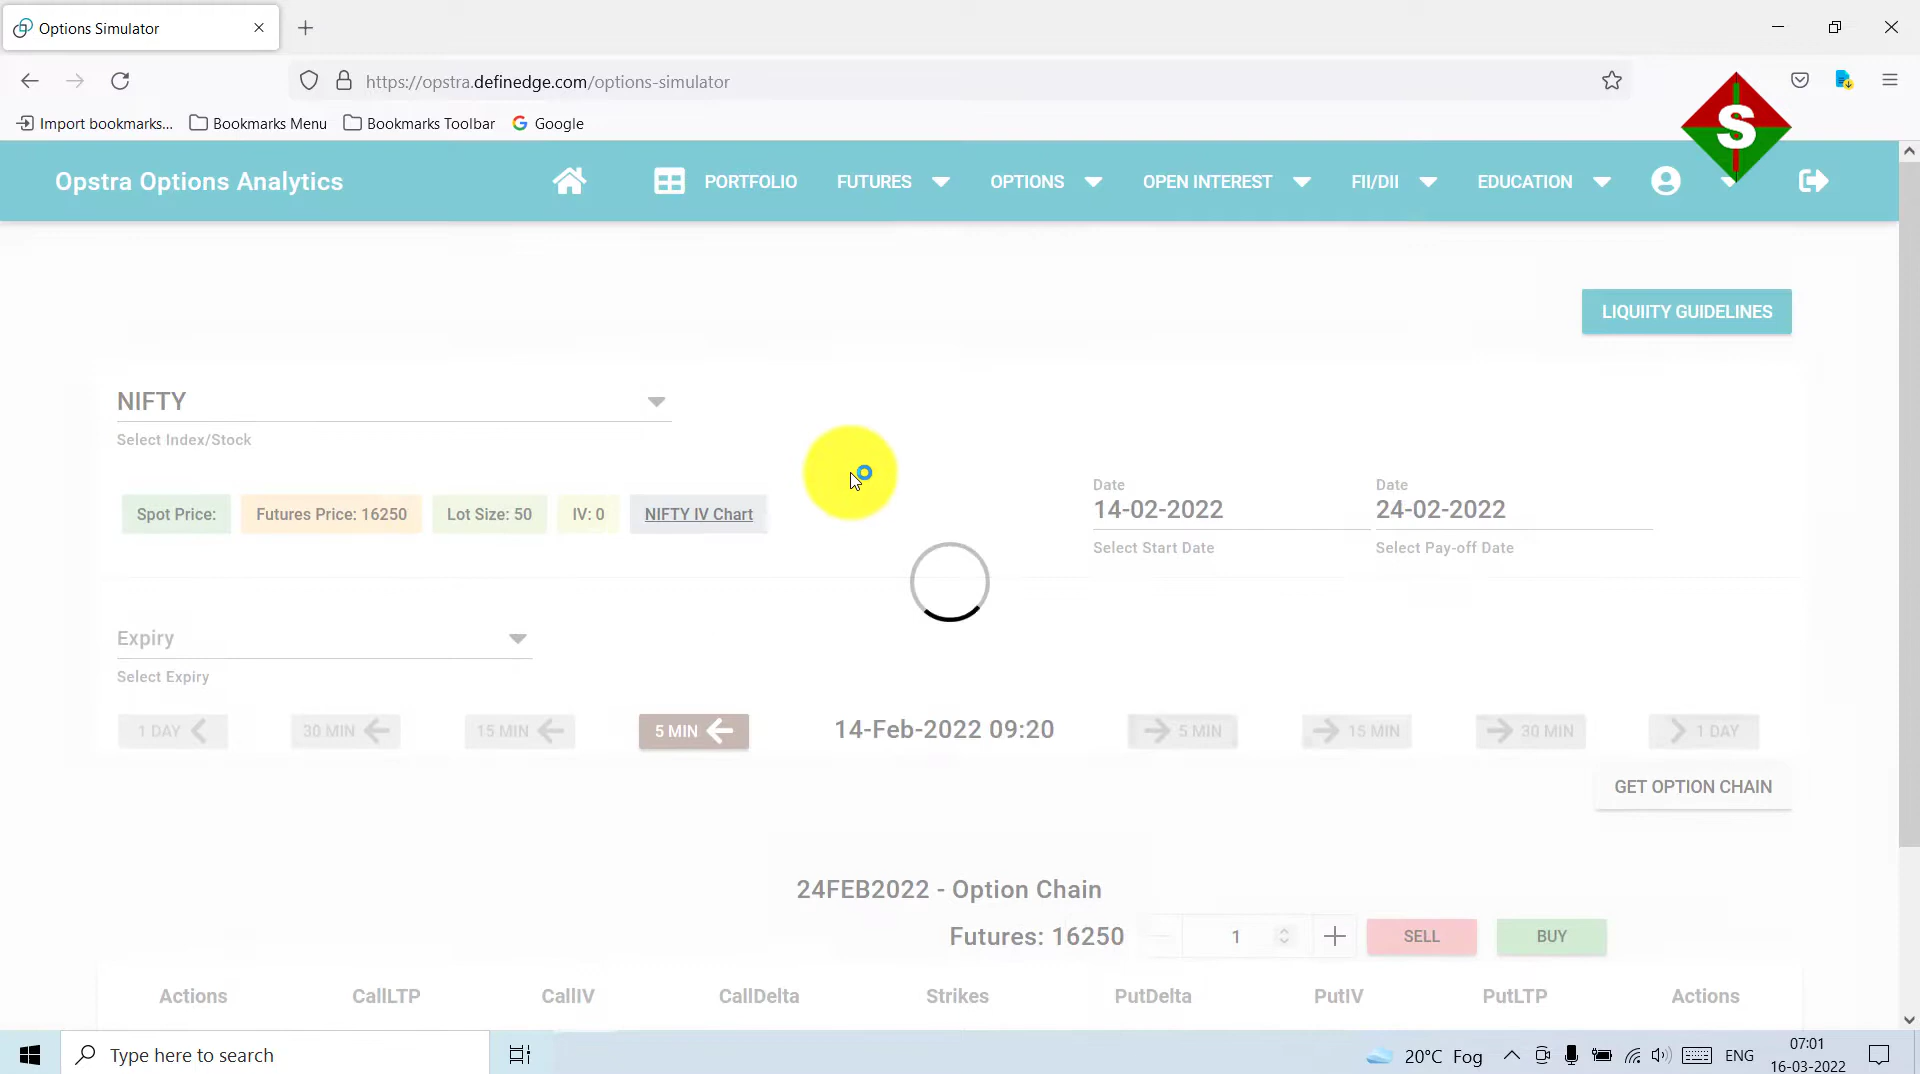 Options Simulator
https://opstra.definedge.com/options-simulator
Import bookmarks...
Bookmarks Menu
Bookmarks Toolbar
Google
S
Opstra Options Analytics
PORTFOLIO
FUTURES
OPTIONS
OPEN INTEREST
FII/DII
EDUCATION
LIQUIITY GUIDELINES
NIFTY
Select Index/Stock
Spot Price:
Futures Price: 16250
Lot Size: 50
IV: 0
NIFTY IV Chart
Date
14-02-2022
Select Start Date
Date
24-02-2022
Select Pay-off Date
Expiry
Select Expiry
1 DAY
30 MIN
15 MIN
5 MIN
14-Feb-2022 09:20
5 MIN
15 MIN
30 MIN
1 DAY
GET OPTION CHAIN
24FEB2022 - Option Chain
Futures: 16250
1
SELL
BUY
Actions
CallLTP
CallIV
CallDelta
Strikes
PutDelta
PutIV
PutLTP
Actions
Type here to search
20°C Fog
ENG
07:01
16-03-2022